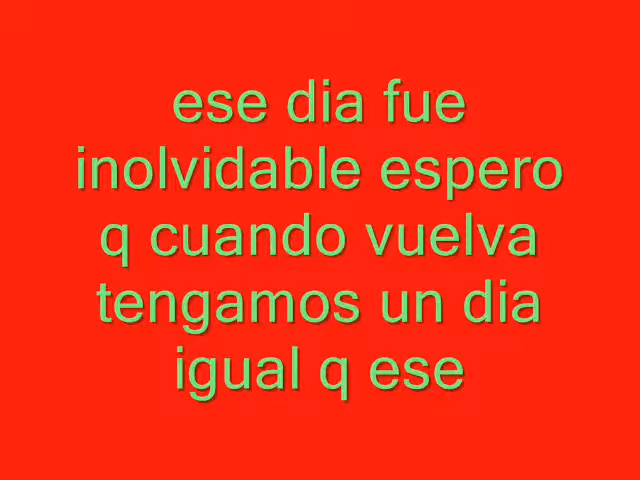 ese dia fue
inolvidable espero
q cuando vuelva
tengamos un dia
igual q ese